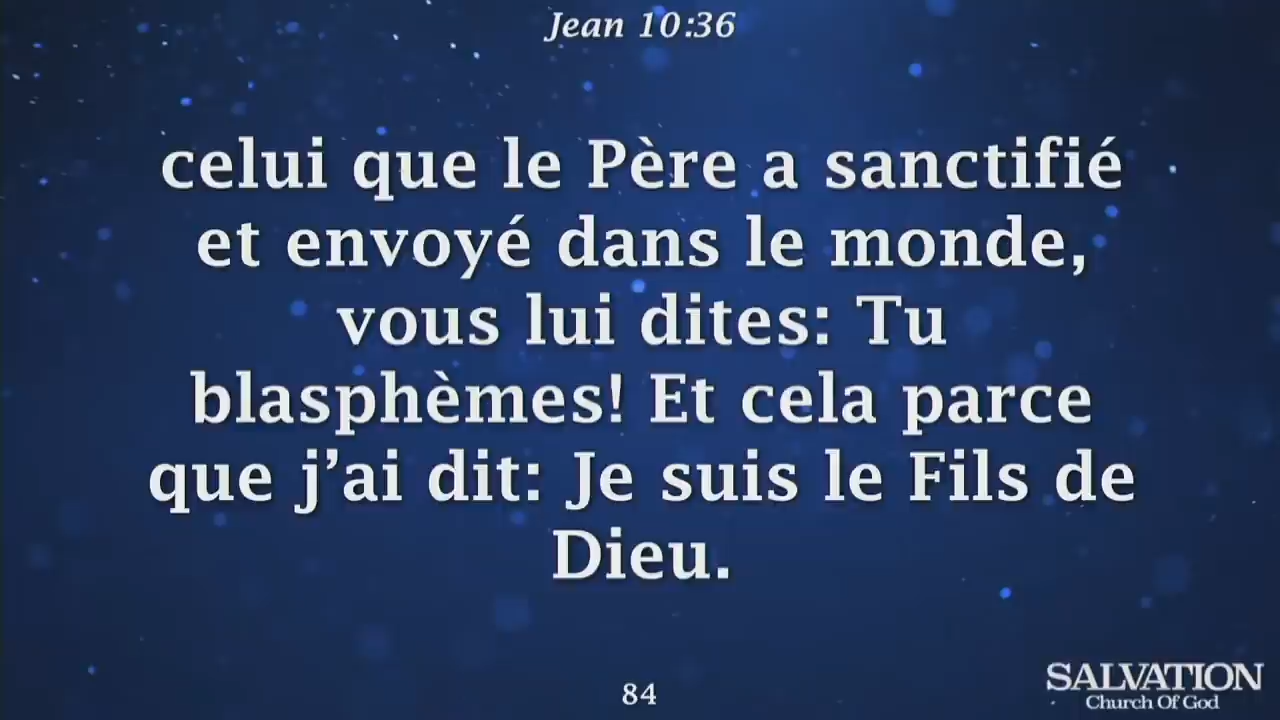 Jean 10:36
celui que le Père a sanctifié
et envoyé dans le monde,
vous lui dites: Tu
blasphèmes! Et cela parce
que j’ai dit: Je suis le Fils de
Dieu.
84
SALVATION
Church Of God